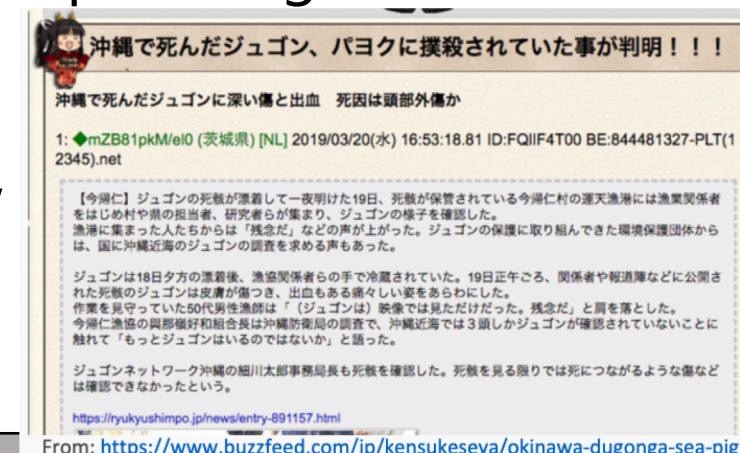 沖縄で死んだジュゴン、パヨクに撲殺されていた事が判明！！！
沖縄で死んだジュゴンに深い傷と出血　死因は頭部外傷か
1: ◆mZB81pkM/el0 (茨城県) [NL] 2019/03/20(水) 16:53:18.81 ID:FQIIF4T00 BE:844481327-PLT(1
2345).net
【今帰仁】ジュゴンの死骸が漂着して一夜明けた19日、死骸が保管されている今帰仁村の運天漁港には漁業関係者
をはじめ村や県の担当者、研究者らが集まり、ジュゴンの様子を確認した。
漁港に集まった人たちからは「残念だ」などの声が上がった。ジュゴンの保護に取り組んできた環境保護団体から
は、国に沖縄近海のジュゴンの調査を求める声もあった。
ジュゴンは18日夕方の漂着後、漁協関係者らの手で冷蔵されていた。19日正午ごろ、関係者や報道陣などに公開さ
れた死骸のジュゴンは皮膚が傷つき、出血もある痛々しい姿をあらわにした。
作業を見守っていた50代男性漁師は「（ジュゴンは）映像では見ただけだった。残念だ」と肩を落とした。
今帰仁漁協の與那嶺好和組合長は沖縄防衛局の調査で、沖縄近海では３頭しかジュゴンが確認されていないことに
触れて「もっとジュゴンはいるのではないか」と語った。
ジュゴンネットワーク沖縄の細川太郎事務局長も死骸を確認した。死骸を見る限りでは死につながるような傷など
は確認できなかったという。
https://ryukyushimpo.jp/news/entry-891157.html
From: https://www.buzzfeed.com/jp/kensukeseya/okinawa-dugonga-sea-pig